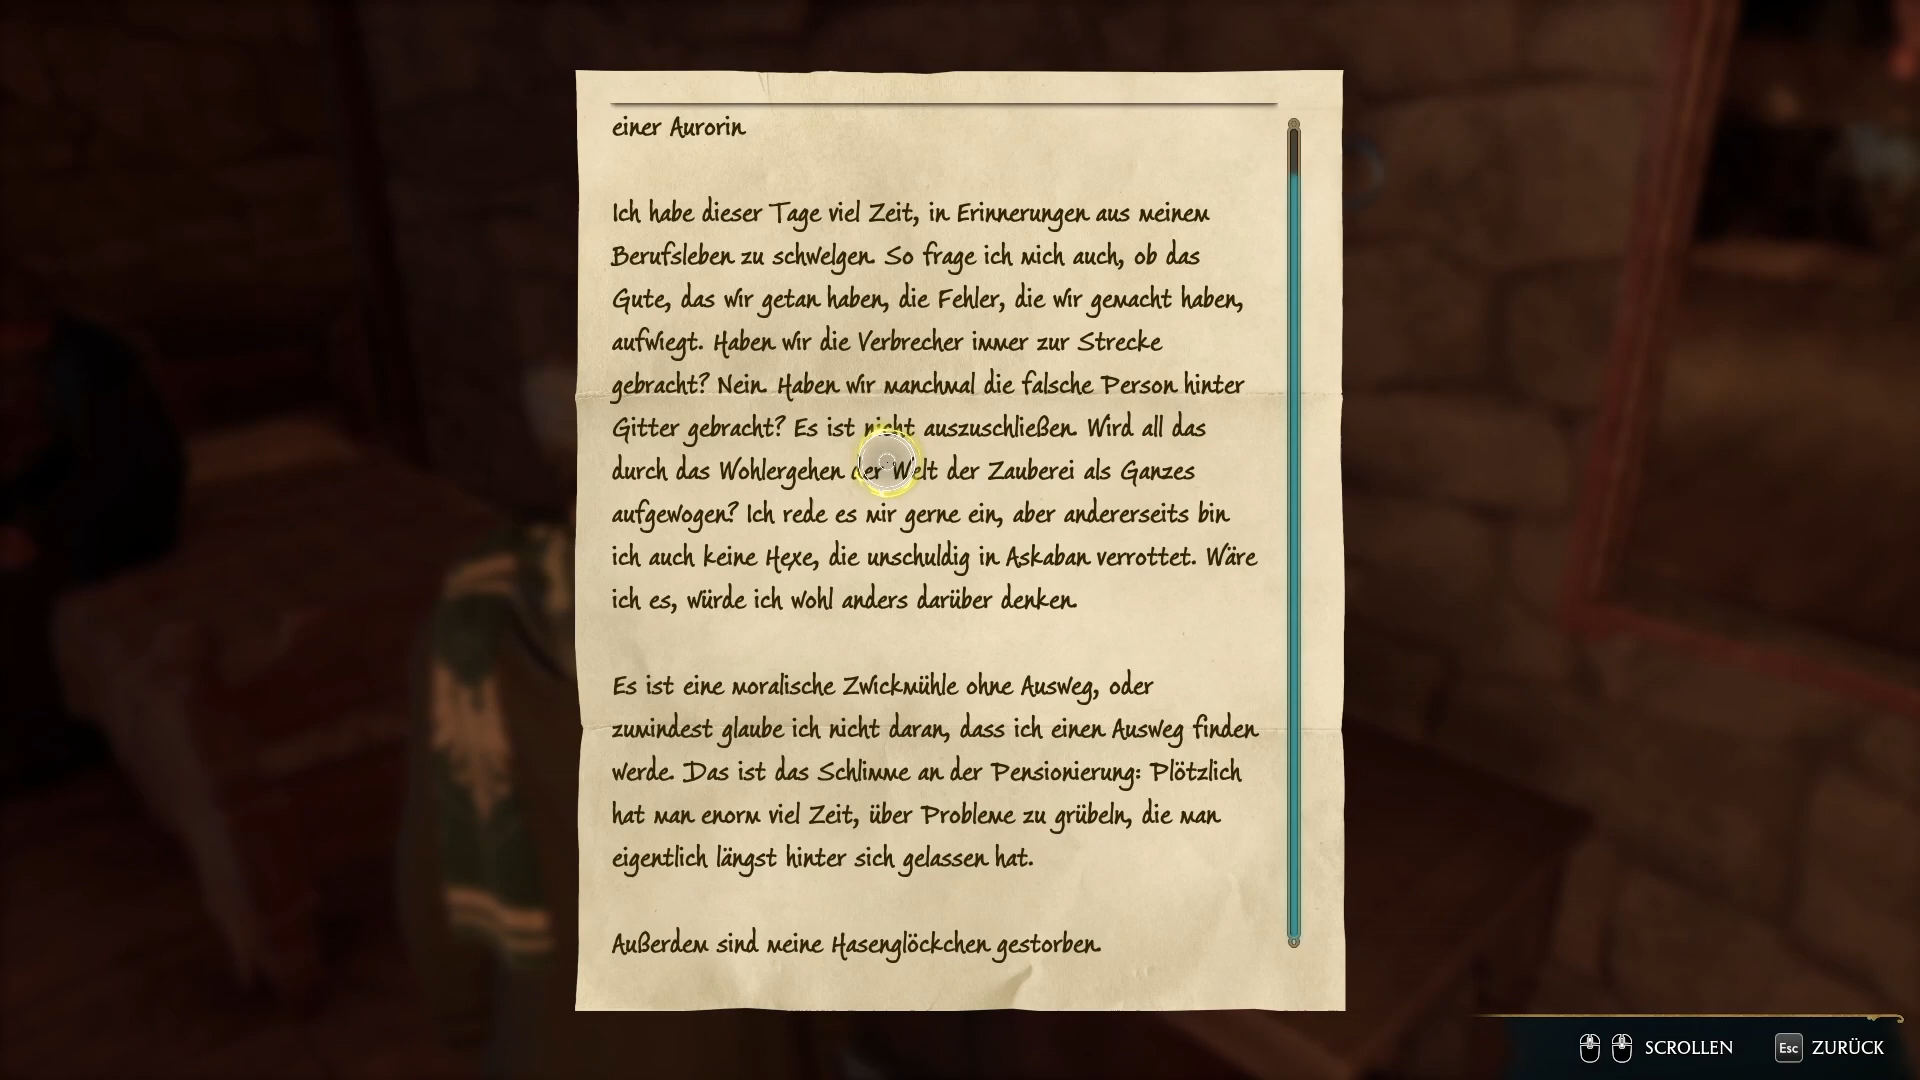 einer Aurorin
Ich habe dieser Tage viel Zeit, in Erinnerungen aus meinem
Berufsleben zu schwelgen. So frage ich mich auch, ob das
Gute, das wir getan haben, die Fehler, die wir gemacht haben,
aufwiegt. Haben wir die Verbrecher immer zur Strecke
gebracht? Nein. Haben wir manchmal die falsche Person hinter
Gitter gebracht? Es ist nicht auszuschließen. Wird all das
durch das Wohlergehen der Welt der Zauberei als Ganzes
aufgewogen? Ich rede es mir gerne ein, aber andererseits bin
ich auch keine Hexe, die unschuldig in Askaban verrottet. Wäre
ich es, würde ich wohl anders darüber denken.
Es ist eine moralische Zwickmühle ohne Ausweg, oder
zumindest glaube ich nicht daran, dass ich einen Ausweg finden
werde. Das ist das Schlimme an der Pensionierung: Plötzlich
hat man enorm viel Zeit, über Probleme zu grübeln, die man
eigentlich längst hinter sich gelassen hat.
Außerdem sind meine Hasenglöckchen gestorben.
SCROLLEN
Esc ZURÜCK